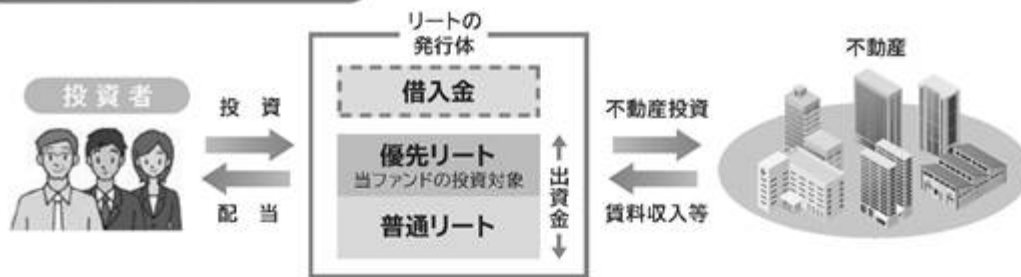 リートの
発行体
不動産
投資者
投資
借入金
不動産投資
優先リート
当ファンドの投資対象
出資金
配当
普通リート
賃料収入等